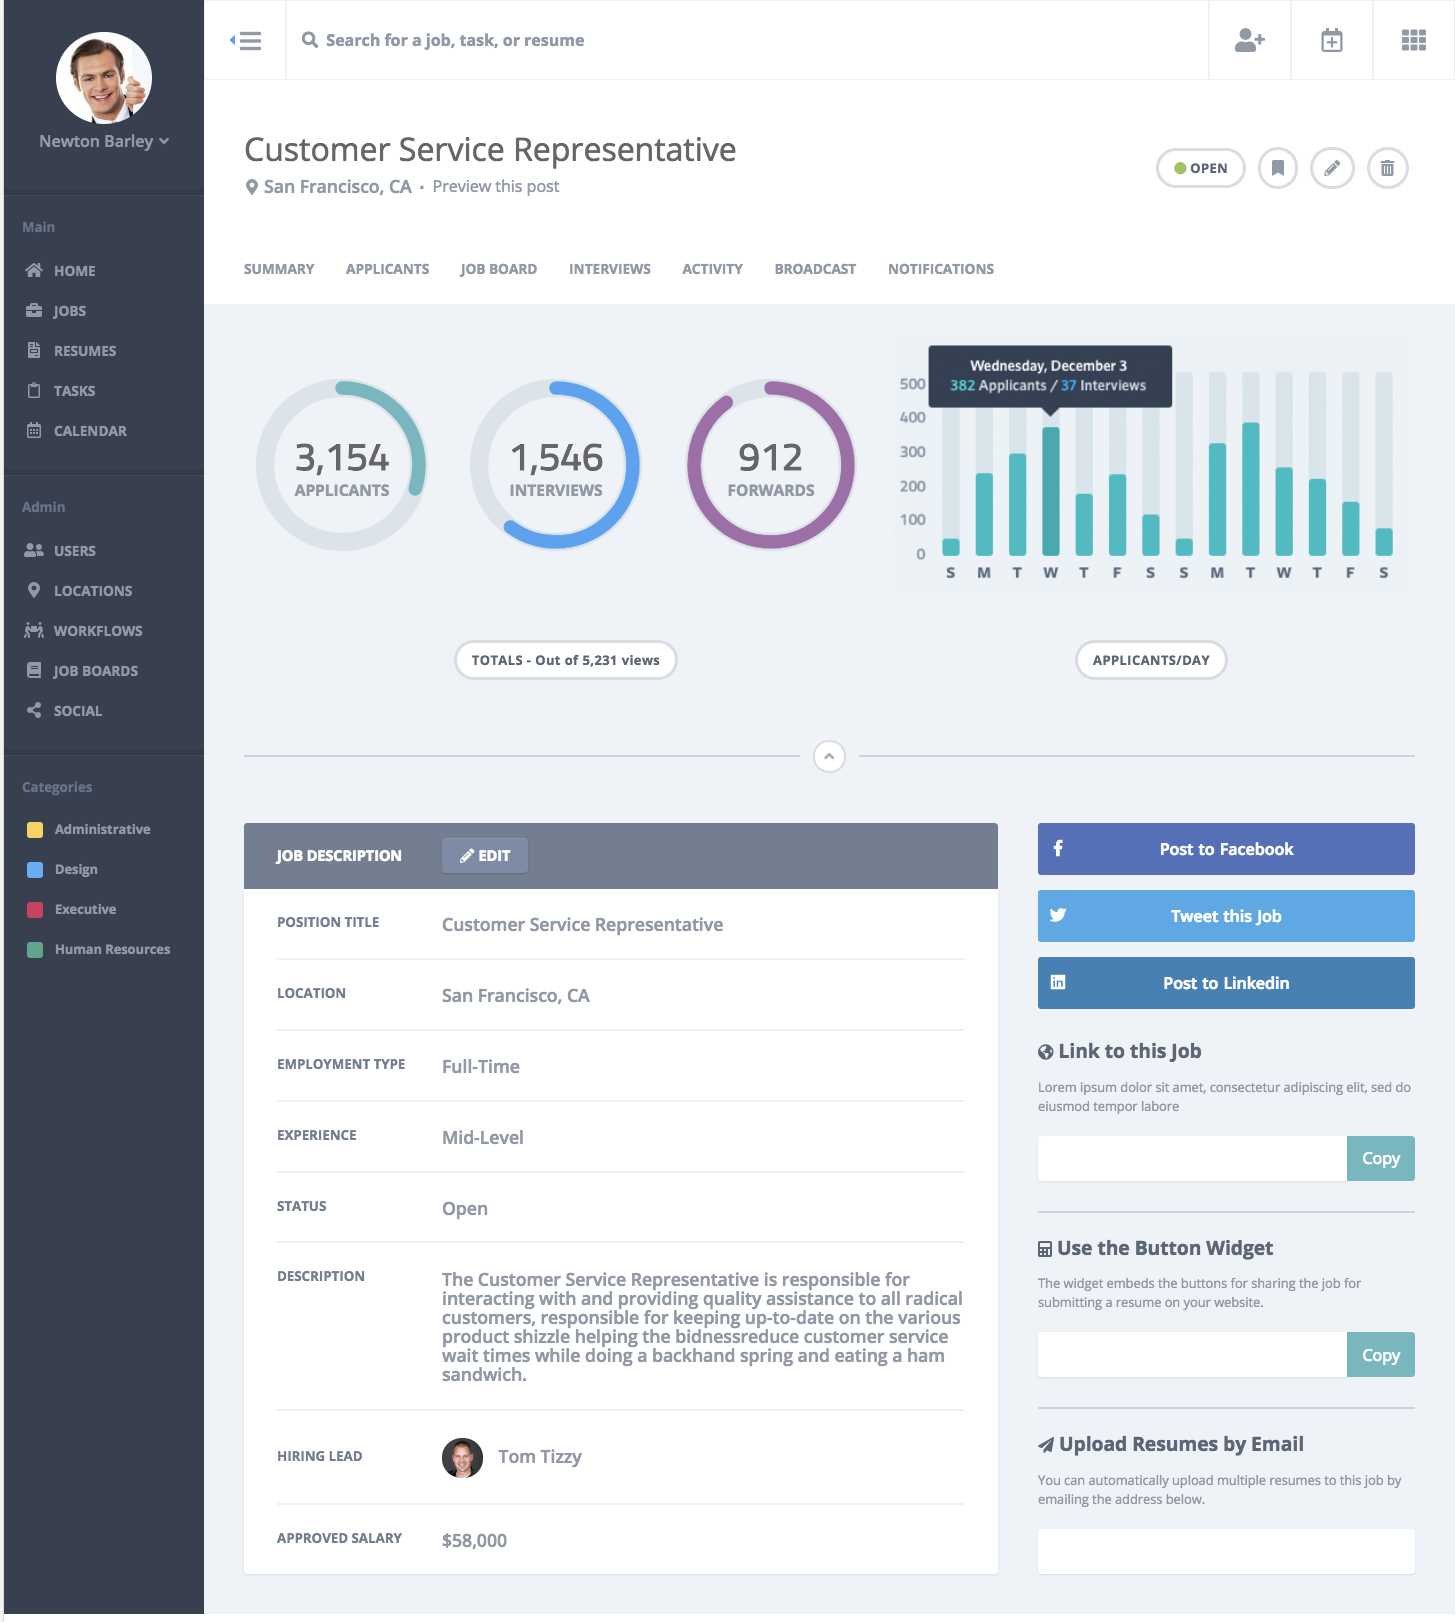 Newton Barley
Main
HOME
JOBS
RESUMES
TASKS
CALENDAR
Admin
USERS
LOCATIONS
WORKFLOWS
JOB BOARDS
SOCIAL
Categories
Administrative
Design
Executive
Human Resources
Search for a job, task, or resume
Customer Service Representative
San Francisco, CA • Preview this post
OPEN
SUMMARY APPLICANTS JOB BOARD INTERVIEWS ACTIVITY BROADCAST NOTIFICATIONS
3,154
APPLICANTS
1,546
INTERVIEWS
912
FORWARDS
TOTALS - Out of 5,231 views
Wednesday, December 3
382 Applicants / 37 Interviews
500
400
300
200
100
0
S M T W T F S S M T W T F S
APPLICANTS/DAY
JOB DESCRIPTION EDIT
POSITION TITLE Customer Service Representative
LOCATION San Francisco, CA
EMPLOYMENT TYPE Full-Time
EXPERIENCE Mid-Level
STATUS Open
DESCRIPTION The Customer Service Representative is responsible for
interacting with and providing quality assistance to all radical
customers, responsible for keeping up-to-date on the various
product shizzle helping the bidnessreduce customer service
wait times while doing a backhand spring and eating a ham
sandwich.
HIRING LEAD Tom Tizzy
APPROVED SALARY $58,000
Post to Facebook
Tweet this Job
Post to Linkedin
Link to this Job
Lorem ipsum dolor sit amet, consectetur adipiscing elit, sed do
eiusmod tempor labore
Copy
Use the Button Widget
The widget embeds the buttons for sharing the job for
submitting a resume on your website.
Copy
Upload Resumes by Email
You can automatically upload multiple resumes to this job by
emailing the address below.